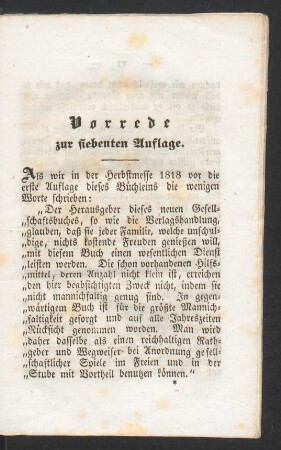 Vorrede
zur siebenten Auflage.
Als wir in der Herbstmesse 1818 vor die
erste Auflage dieses Büchleins die wenigen
Worte schrieben:
„Der Herausgeber dieses neuen Gesell-
„schaftsbuches, so wie die Verlagshandlung,
„glauben, daß sie jeder Familie, welche unschul-
„dige, nichts kostende Freuden genießen will,
„mit diesem Buch einen wesentlichen Dienst
„leisten werden. Die schon vorhandenen Hilfs-
„mittel, deren Anzahl nicht klein ist, erreichen
„den hier beabsichtigten Zweck nicht, indem sie
„nicht mannichfaltig genug sind. In gegen-
„wärtigem Buch ist für die größte Mannich-
„faltigkeit gesorgt und auf alle Jahreszeiten
„Rücksicht genommen worden. Man wird
„daher dasselbe als einen reichhaltigen Rath-
„geber und Wegweiser bei Anordnung gesell-
„schaftlicher Spiele im Freien und in der
„Stube mit Vortheil benutzen können.“
*